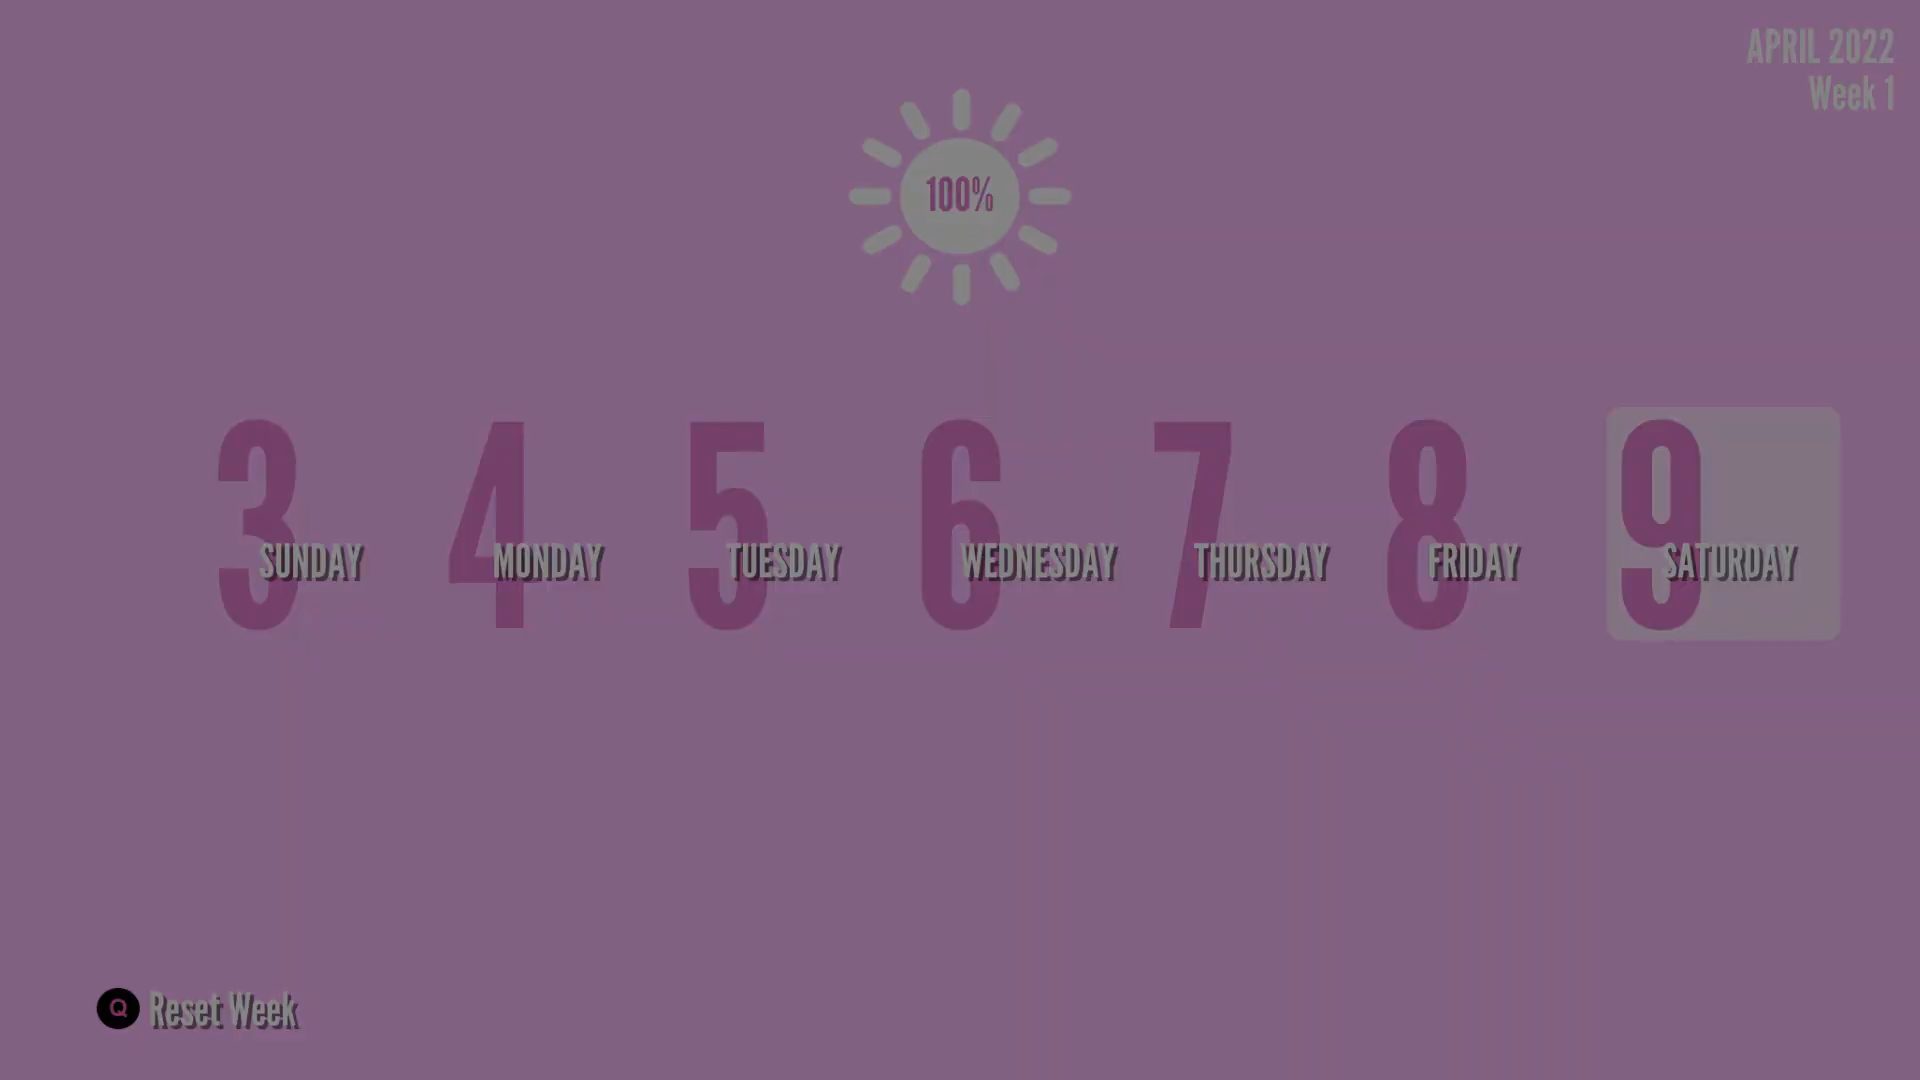 APRIL 2022
Week 1
100%
3 4 5 6 7 8 9
SUNDAY MONDAY TUESDAY WEDNESDAY THURSDAY FRIDAY SATURDAY
Q Reset Week